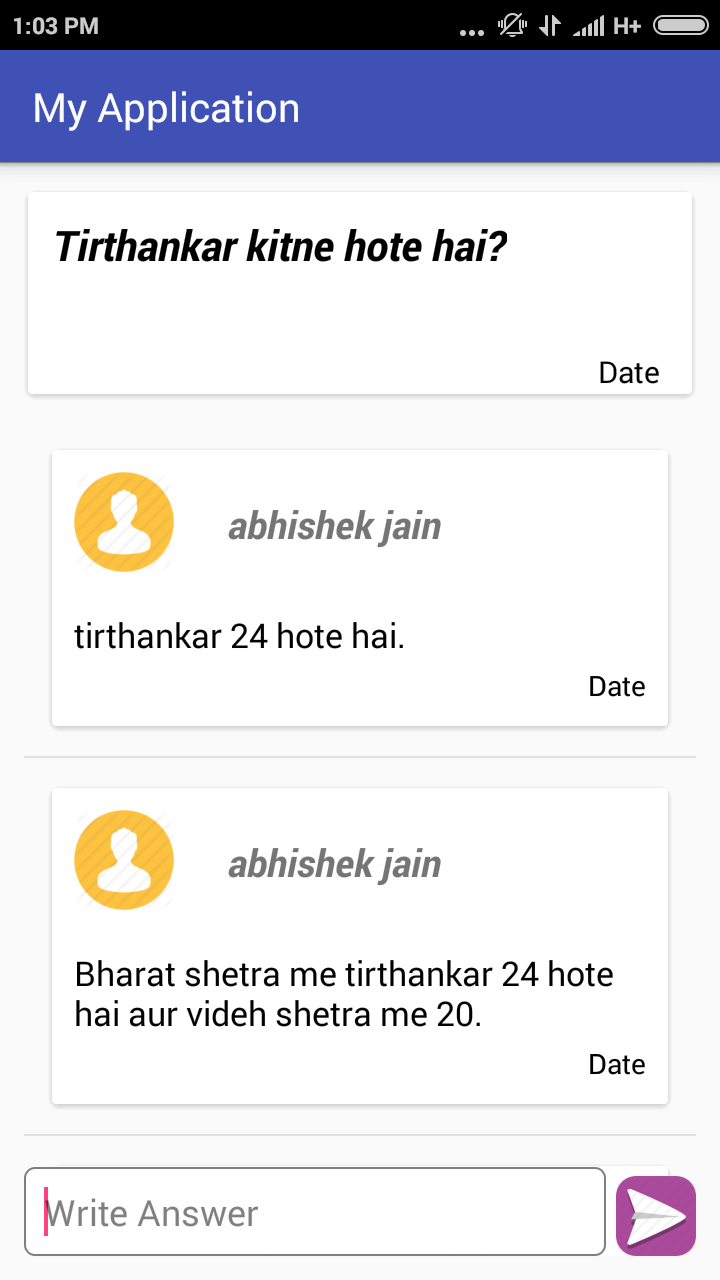 1:03 PM
H+
My Application
Tirthankar kitne hote hai?
Date
abhishek jain
tirthankar 24 hote hai.
Date
abhishek jain
Bharat shetra me tirthankar 24 hote
hai aur videh shetra me 20.
Date
Write Answer